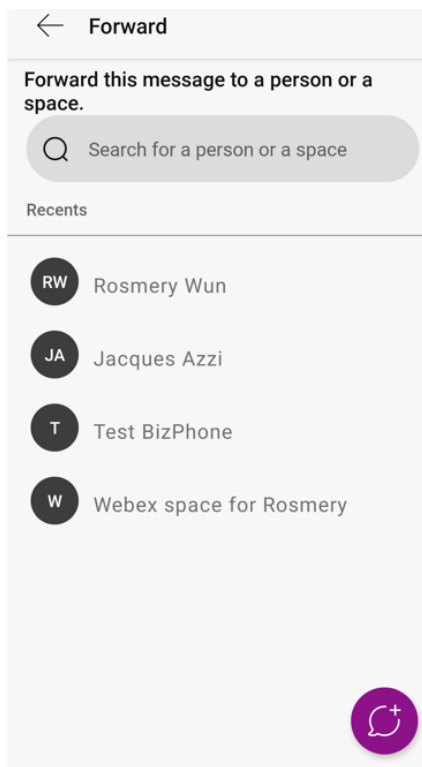 Forward
Forward this message to a person or a
space.
Search for a person or a space
Recents
RW Rosmery Wun
JA Jacques Azzi
T Test BizPhone
W Webex space for Rosmery